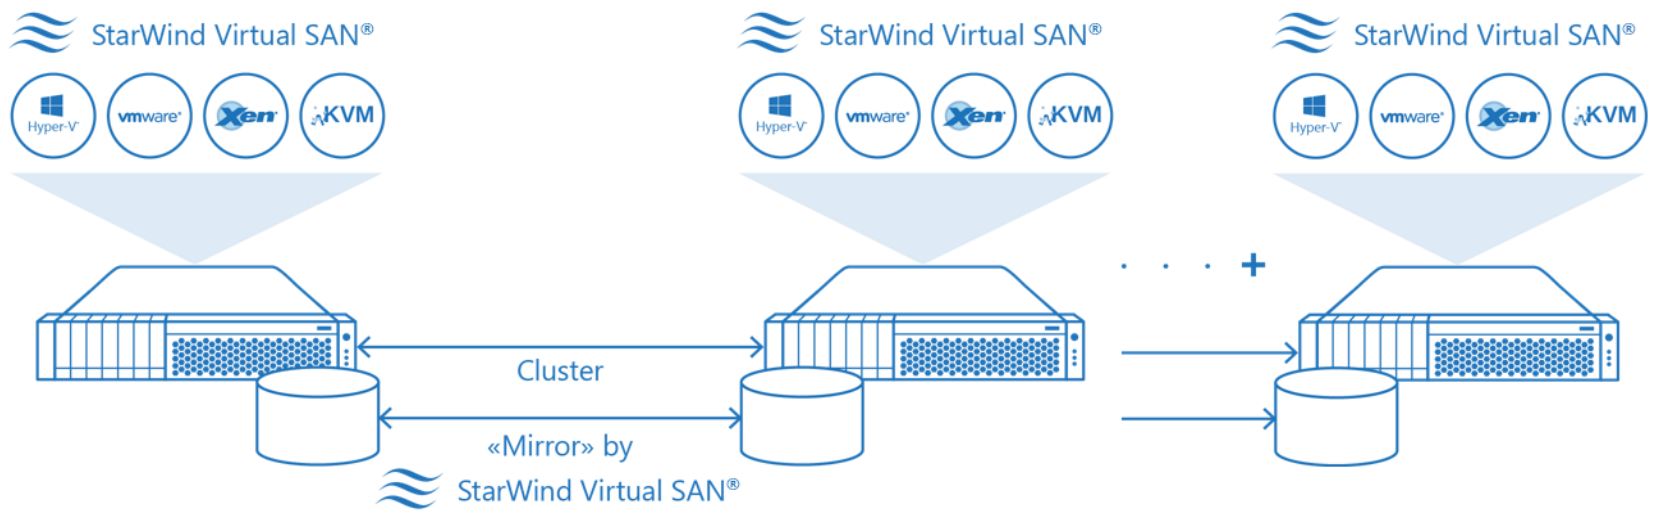 StarWind Virtual SAN® StarWind Virtual SAN® StarWind Virtual SAN®
Hyper-V vmware® Xen® KVM Hyper-V vmware® Xen® KVM Hyper-V vmware® Xen® KVM
. . . +
Cluster
«Mirror» by
StarWind Virtual SAN®